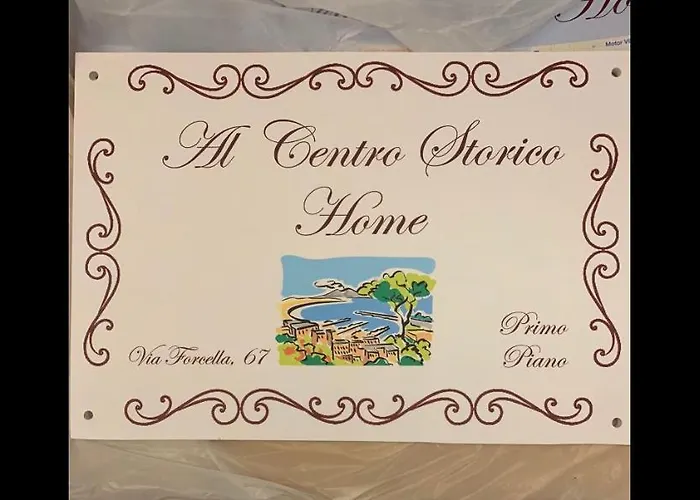 Al Centro Storico
Home
Via Forcella, 67
Primo
Piano